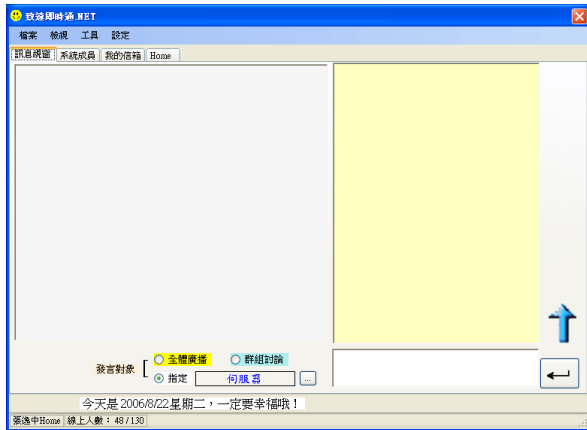 致遠即時通.NET
檔案 檢視 工具 設定
訊息視窗 系統成員 我的信箱 Home
全體廣播 群組討論
發言對象
指定 伺服器 ...
今天是 2006/8/22星期二,一定要幸福哦!
張逸中Home 線上人數: 48 / 130